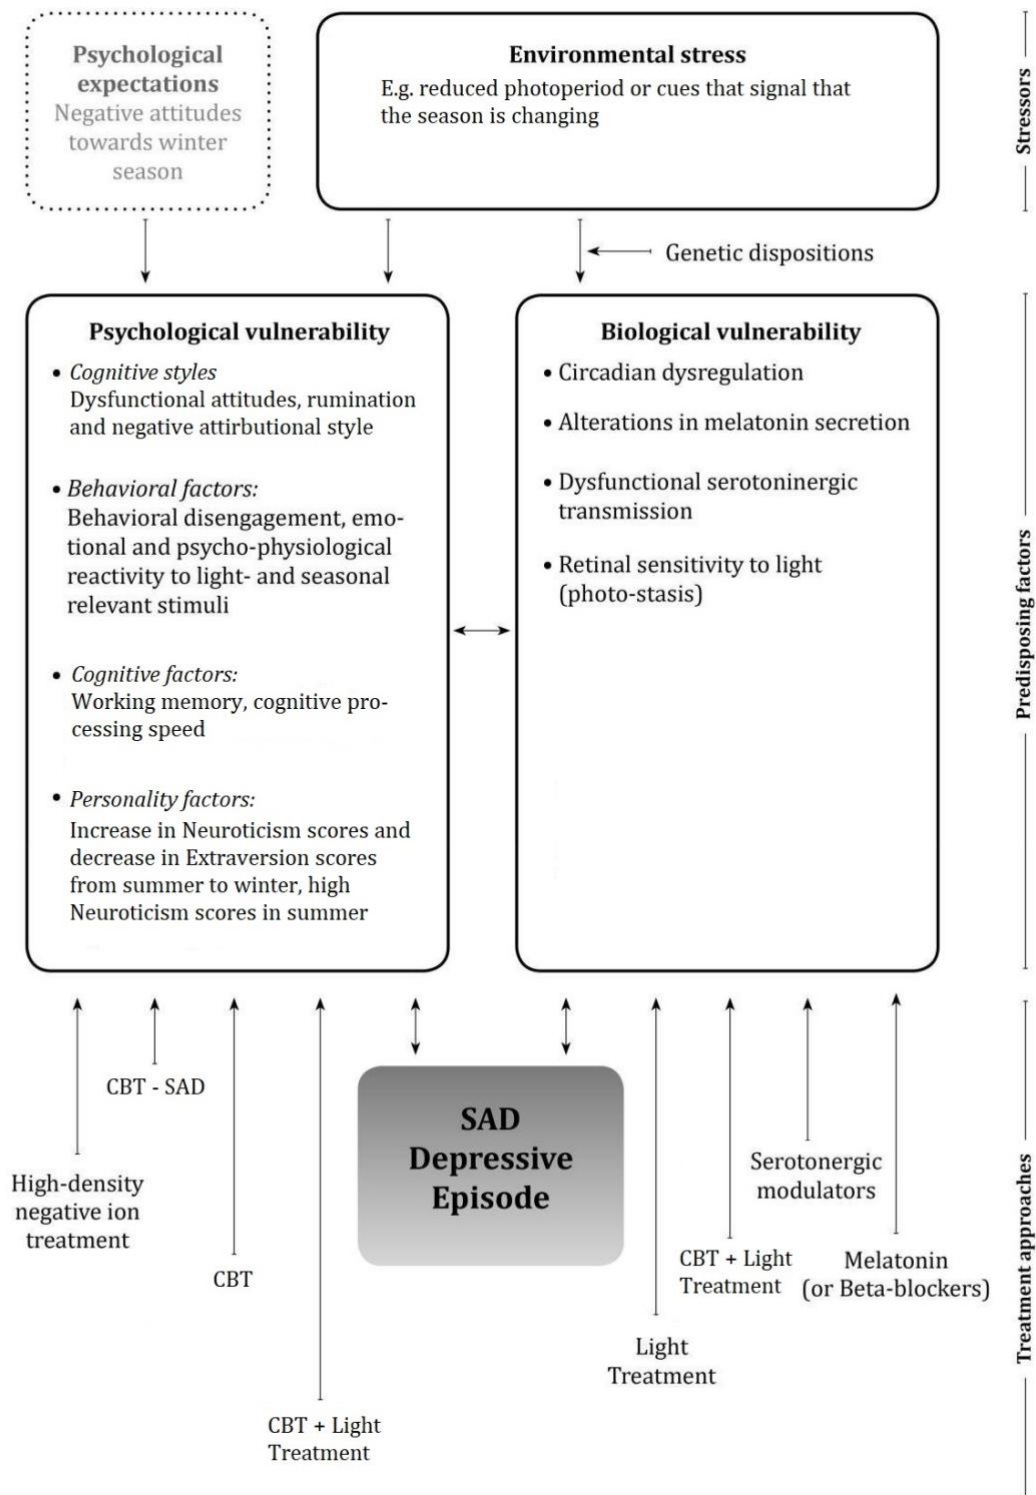 Psychological
expectations
Negative attitudes
towards winter
season
Environmental stress
E.g. reduced photoperiod or cues that signal that
the season is changing
Stressors
Genetic dispositions
Psychological vulnerability
• Cognitive styles
Dysfunctional attitudes, rumination
and negative attirbutional style
• Behavioral factors:
Behavioral disengagement, emo-
tional and psycho-physiological
reactivity to light- and seasonal
relevant stimuli
• Cognitive factors:
Working memory, cognitive pro-
cessing speed
• Personality factors:
Increase in Neuroticism scores and
decrease in Extraversion scores
from summer to winter, high
Neuroticism scores in summer
Biological vulnerability
• Circadian dysregulation
• Alterations in melatonin secretion
• Dysfunctional serotoninergic
transmission
• Retinal sensitivity to light
(photo-stasis)
Predisposing factors
CBT - SAD
High-density
negative ion
treatment
CBT
CBT + Light
Treatment
SAD
Depressive
Episode
Light
Treatment
CBT + Light
Treatment
Serotonergic
modulators
Melatonin
(or Beta-blockers)
Treatment approaches